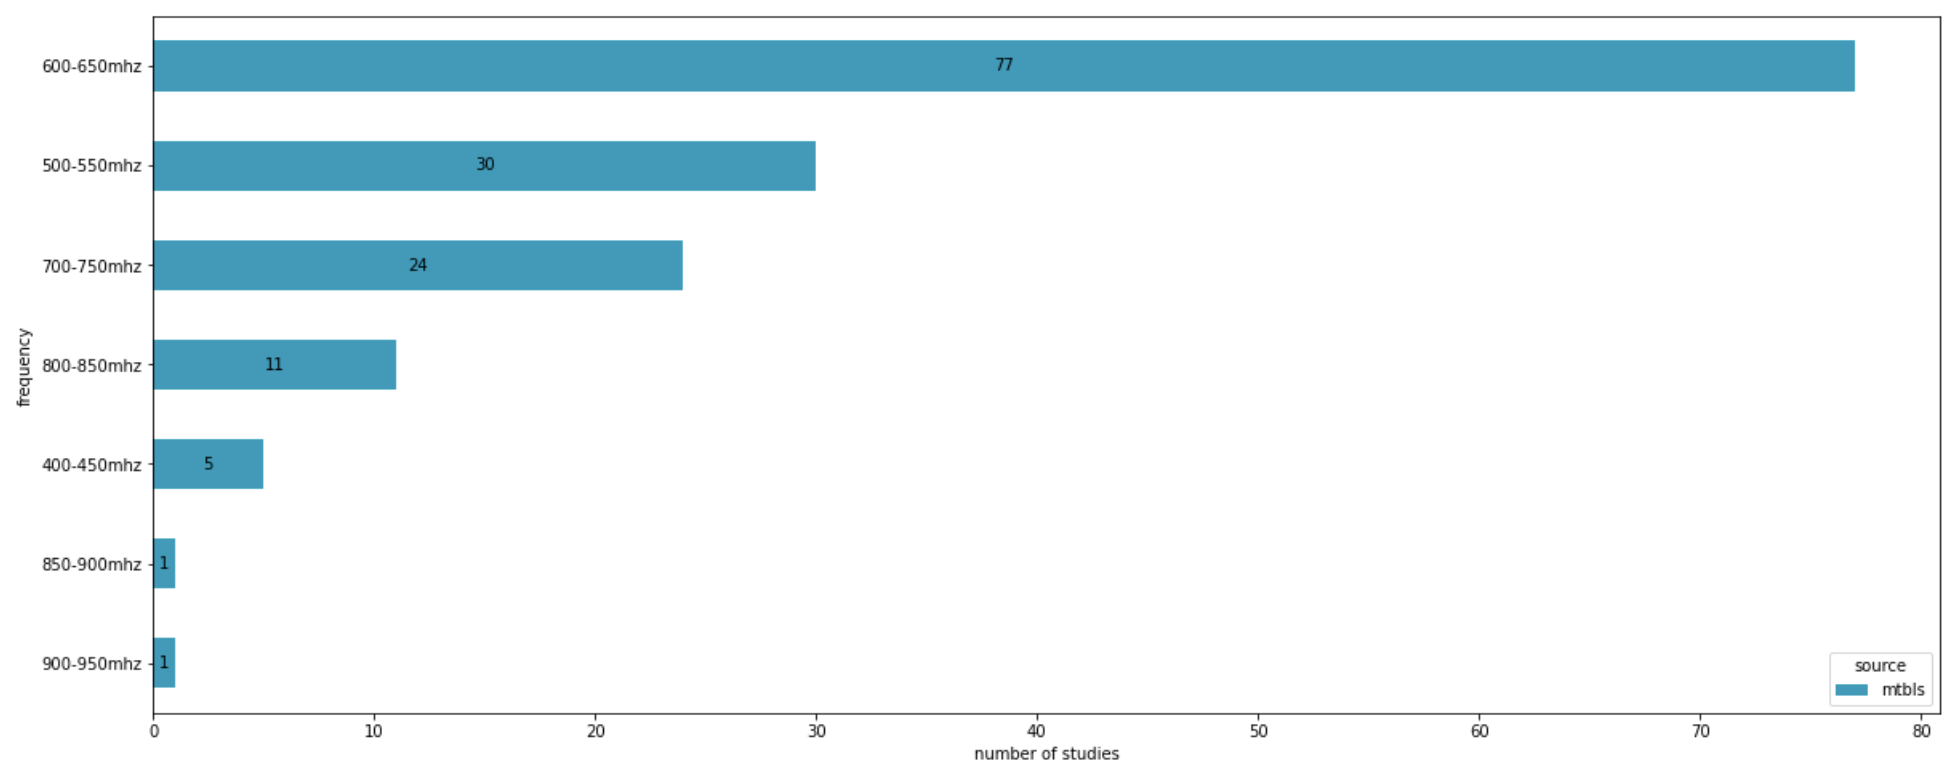 frequency
600-650mhz
77
500-550mhz
30
700-750mhz
24
800-850mhz
11
400-450mhz
5
850-900mhz
1
900-950mhz
1
source
mtbls
0 10 20 30 40 50 60 70 80
number of studies